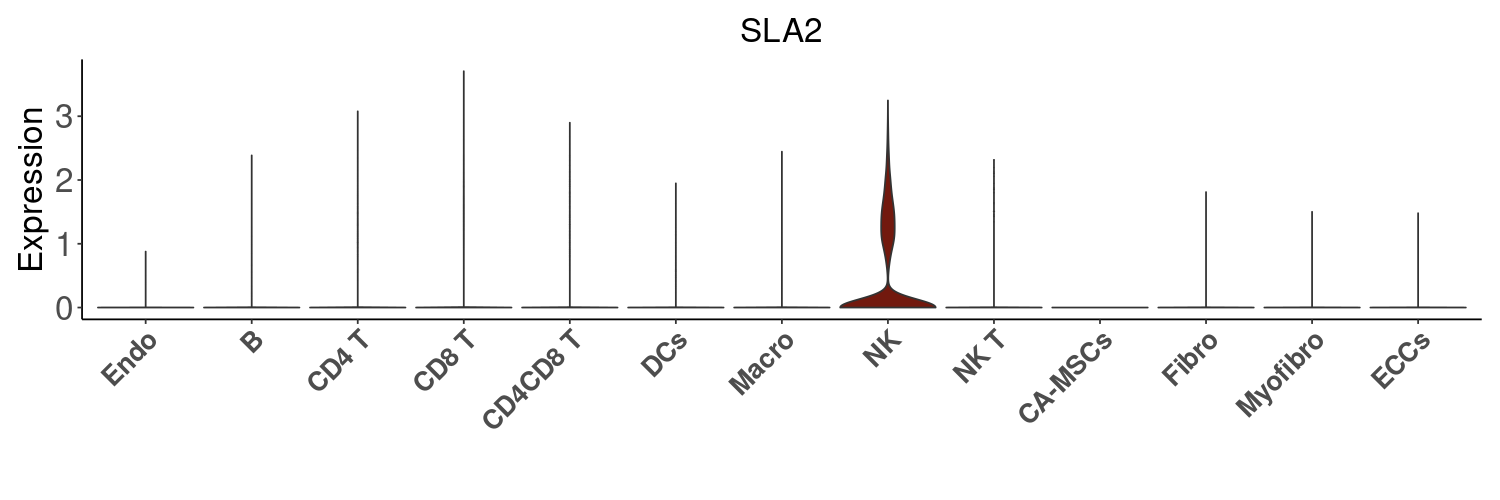 SLA2
Expression
3
2
1
0
Endo
B
CD4 T
CD8 T
CD4CD8 T
DCs
Macro
NK
NK T
CA-MSCs
Fibro
Myofibro
ECCs